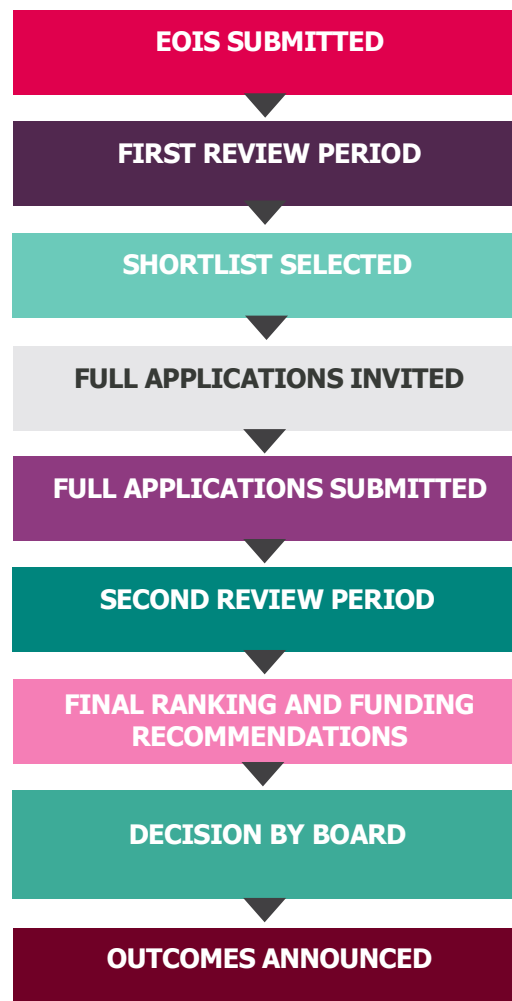 EOIS SUBMITTED
FIRST REVIEW PERIOD
SHORTLIST SELECTED
FULL APPLICATIONS INVITED
FULL APPLICATIONS SUBMITTED
SECOND REVIEW PERIOD
FINAL RANKING AND FUNDING
RECOMMENDATIONS
DECISION BY BOARD
OUTCOMES ANNOUNCED